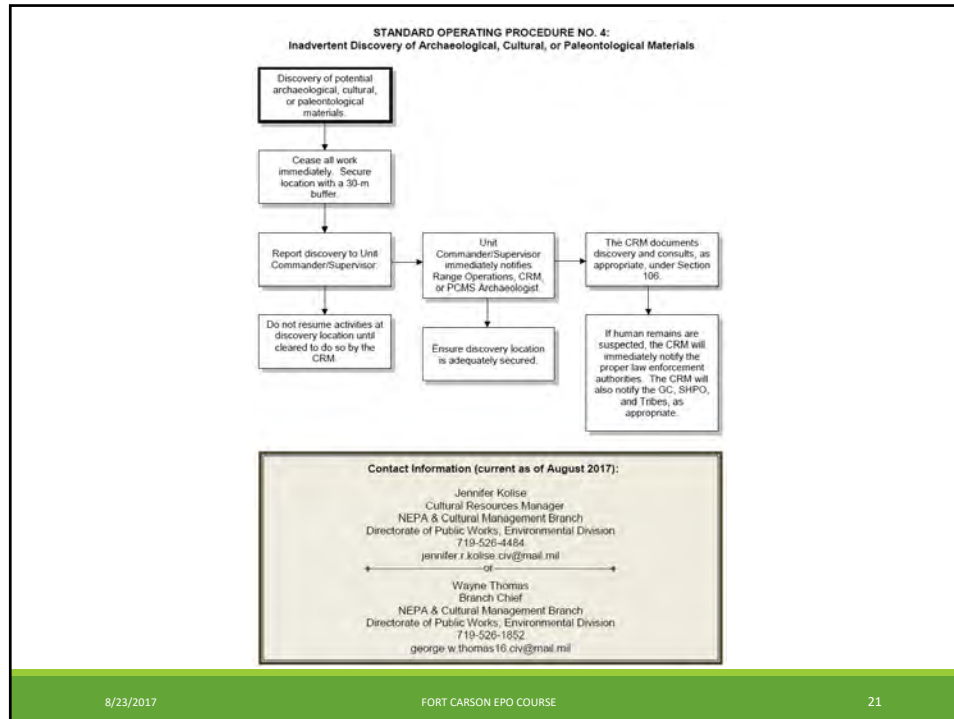 STANDARD OPERATING PROCEDURE NO. 4:
Inadvertent Discovery of Archaeological, Cultural, or Paleontological Materials
Discovery of potential
archaeological, cultural,
or paleontological
materials.
Cease all work
immediately. Secure
location with a 30-m
buffer.
Report discovery to Unit
Commander/Supervisor.
Unit
Commander/Supervisor
immediately notifies
Range Operations, CRM,
or PCMS Archaeologist.
The CRM documents
discovery and consults, as
appropriate, under Section
106.
Do not resume activities at
discovery location until
cleared to do so by the
CRM.
Ensure discovery location
is adequately secured.
If human remains are
suspected, the CRM will
immediately notify the
proper law enforcement
authorities. The CRM will
also notify the GC, SHPO,
and Tribes, as
appropriate.
Contact Information (current as of August 2017):
Jennifer Kolise
Cultural Resources Manager
NEPA & Cultural Management Branch
Directorate of Public Works, Environmental Division
719-526-4484
jennifer.r.kolise.civ@mail.mil
or
Wayne Thomas
Branch Chief
NEPA & Cultural Management Branch
Directorate of Public Works, Environmental Division
719-526-1852
george.w.thomas16.civ@mail.mil
8/23/2017
FORT CARSON EPO COURSE
21